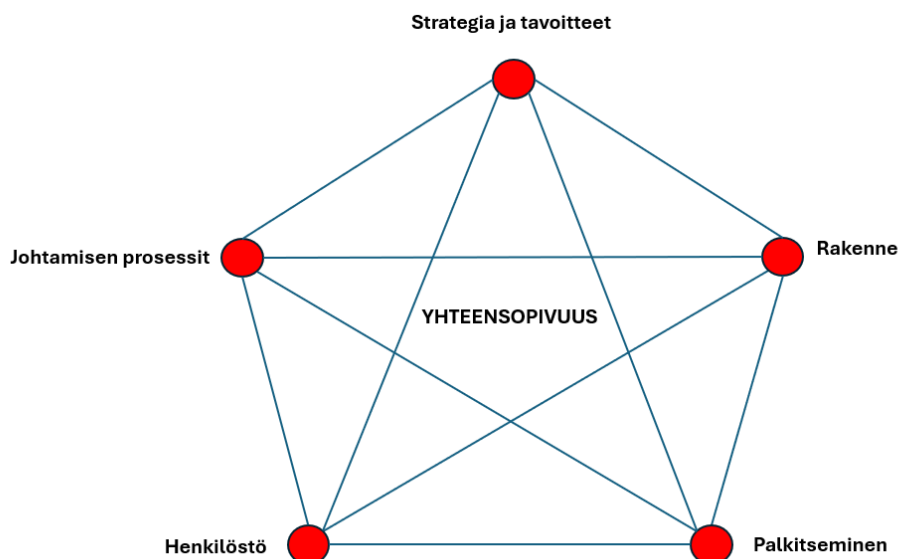 Strategia ja tavoitteet
Johtamisen prosessit
Rakenne
YHTEENSOPIVUUS
Henkilöstö
Palkitseminen